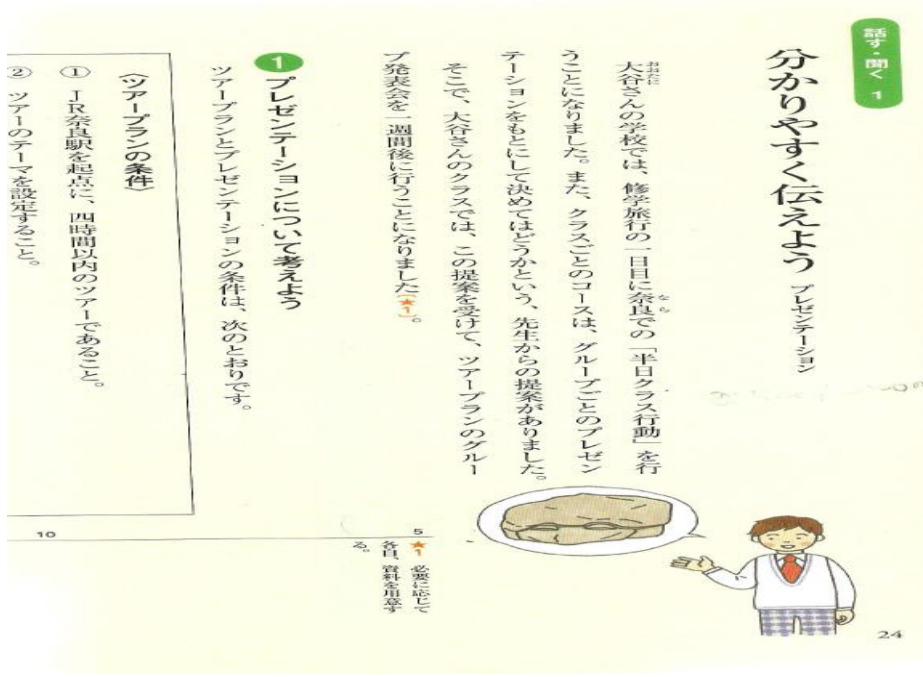 話す・聞く 1
分かりやすく伝えよう プレゼンテーション
大谷さんの学校では、修学旅行の一日目に奈良での「半日クラス行動」を行
うことになりました。また、クラスごとのコースは、グループごとのプレゼン
テーションをもとにして決めてはどうかという、先生からの提案がありました。
そこで、大谷さんのクラスでは、この提案を受けて、ツアープランのグルー
プ発表会を一週間後に行うことになりました(★1)。
1 プレゼンテーションについて考えよう
ツアープランとプレゼンテーションの条件は、次のとおりです。
〈ツアープランの条件〉
① JR奈良駅を起点に、四時間以内のツアーであること。
② ツアーのテーマを設定すること。
★1 必要に応じて
各自、資料を用意す
る。
5
10
24